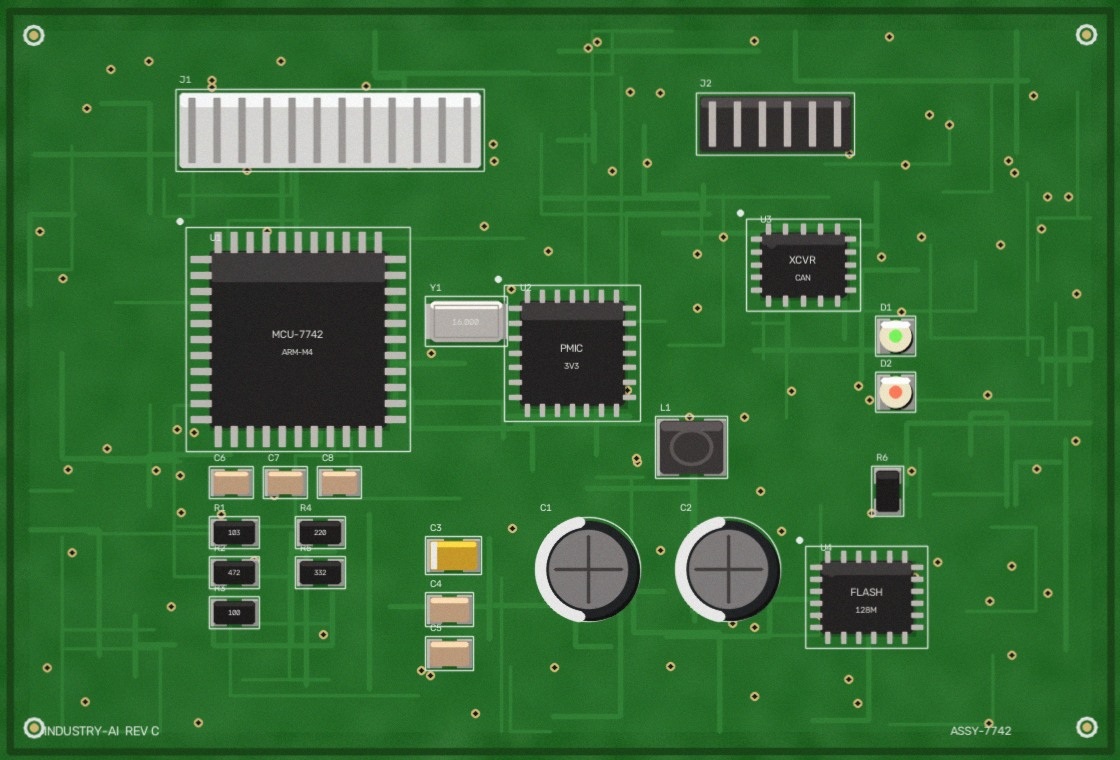 J1
J2
U3
U1
XCVR
CAN
Y1
U2
16.000
D1
MCU-7742
ARM-M4
PMIC
3V3
D2
L1
C6
C7
C8
R6
R1
R4
C1
C2
103
220
C3
R2
R5
U4
472
332
C4
FLASH
128M
R3
100
C5
INDUSTRY-AI REV C
ASSY-7742